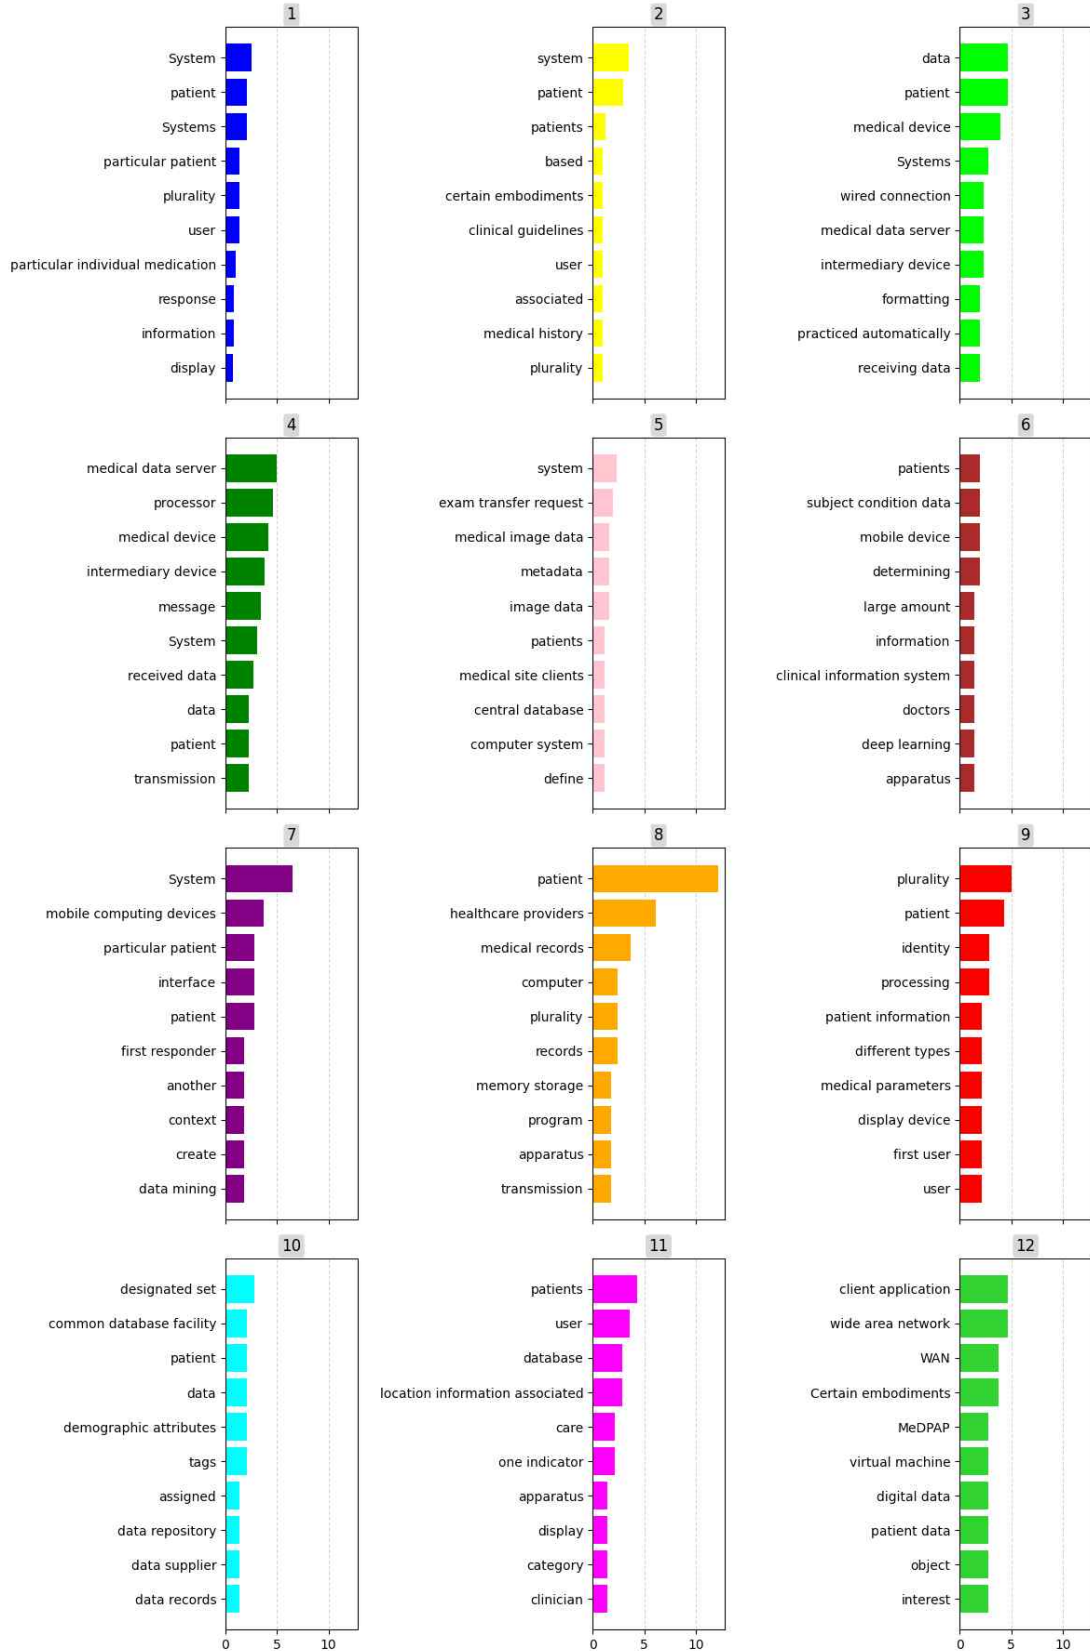 1
System
patient
Systems
particular patient
plurality
user
particular individual medication
response
information
display
2
system
patient
patients
based
certain embodiments
clinical guidelines
user
associated
medical history
plurality
3
data
patient
medical device
Systems
wired connection
medical data server
intermediary device
formatting
practiced automatically
receiving data
4
medical data server
processor
medical device
intermediary device
message
System
received data
data
patient
transmission
5
system
exam transfer request
medical image data
metadata
image data
patients
medical site clients
central database
computer system
define
6
patients
subject condition data
mobile device
determining
large amount
information
clinical information system
doctors
deep learning
apparatus
7
System
mobile computing devices
particular patient
interface
patient
first responder
another
context
create
data mining
8
patient
healthcare providers
medical records
computer
plurality
records
memory storage
program
apparatus
transmission
9
plurality
patient
identity
processing
patient information
different types
medical parameters
display device
first user
user
10
designated set
common database facility
patient
data
demographic attributes
tags
assigned
data repository
data supplier
data records
0 5 10
11
patients
user
database
location information associated
care
one indicator
apparatus
display
category
clinician
0 5 10
12
client application
wide area network
WAN
Certain embodiments
MeDPAP
virtual machine
digital data
patient data
object
interest
0 5 10